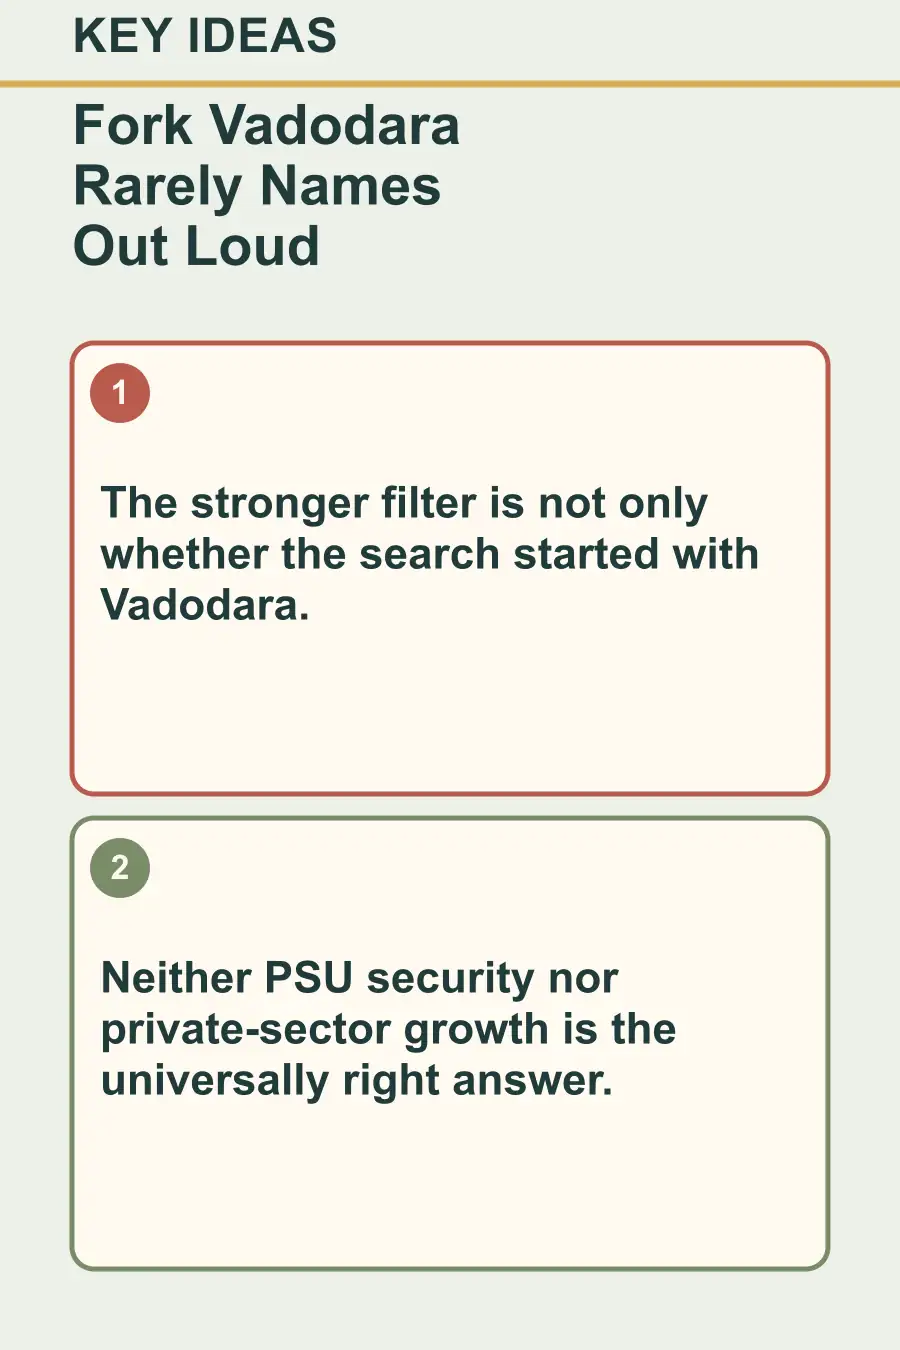 KEY IDEAS
Fork Vadodara
Rarely Names
Out Loud
1
The stronger filter is not only
whether the search started with
Vadodara.
2
Neither PSU security nor
private-sector growth is the
universally right answer.